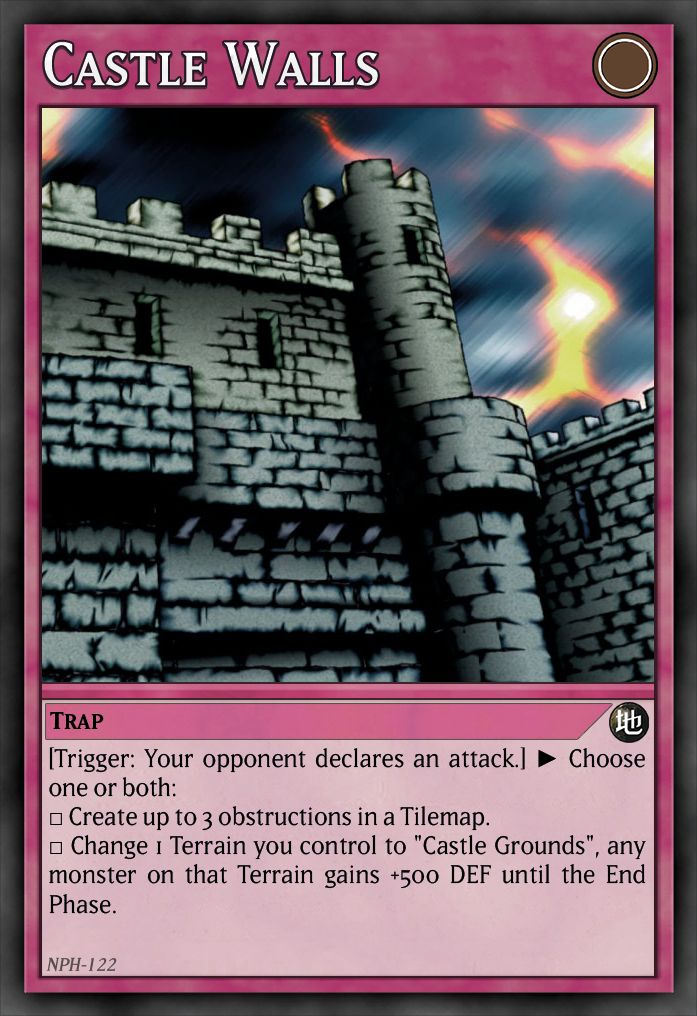 Castle Walls
Trap
[Trigger: Your opponent declares an attack.] ► Choose
one or both:
□ Create up to 3 obstructions in a Tilemap.
□ Change 1 Terrain you control to "Castle Grounds", any
monster on that Terrain gains +500 DEF until the End
Phase.
NPH-122